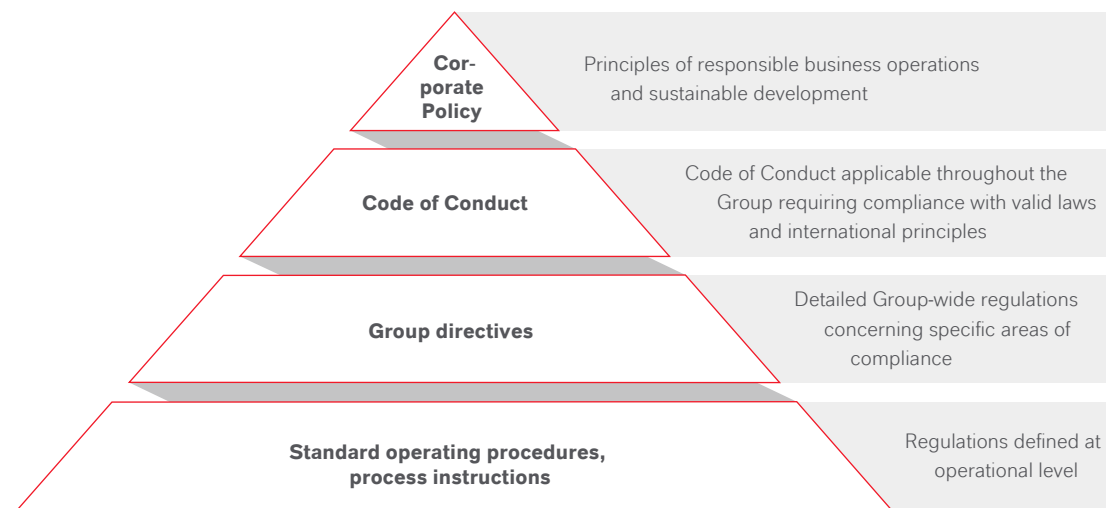 Cor-
porate
Policy
Principles of responsible business operations
and sustainable development
Code of Conduct
Code of Conduct applicable throughout the
Group requiring compliance with valid laws
and international principles
Group directives
Detailed Group-wide regulations
concerning specific areas of
compliance
Standard operating procedures,
process instructions
Regulations defined at
operational level